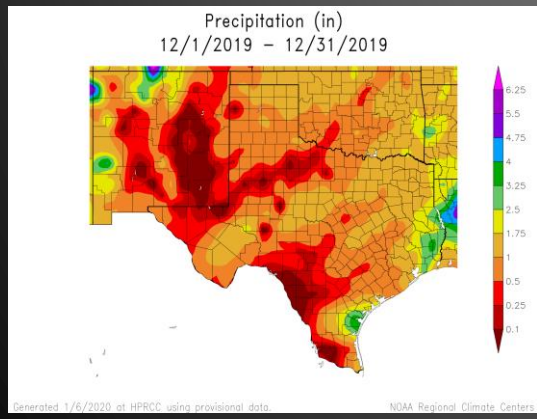 Precipitation (in)
12/1/2019 – 12/31/2019
6.25
5.5
4.75
4
3.25
2.5
1.75
1
0.5
0.25
0.1
Generated 1/6/2020 at HPRCC using provisional data.
NOAA Regional Climate Centers